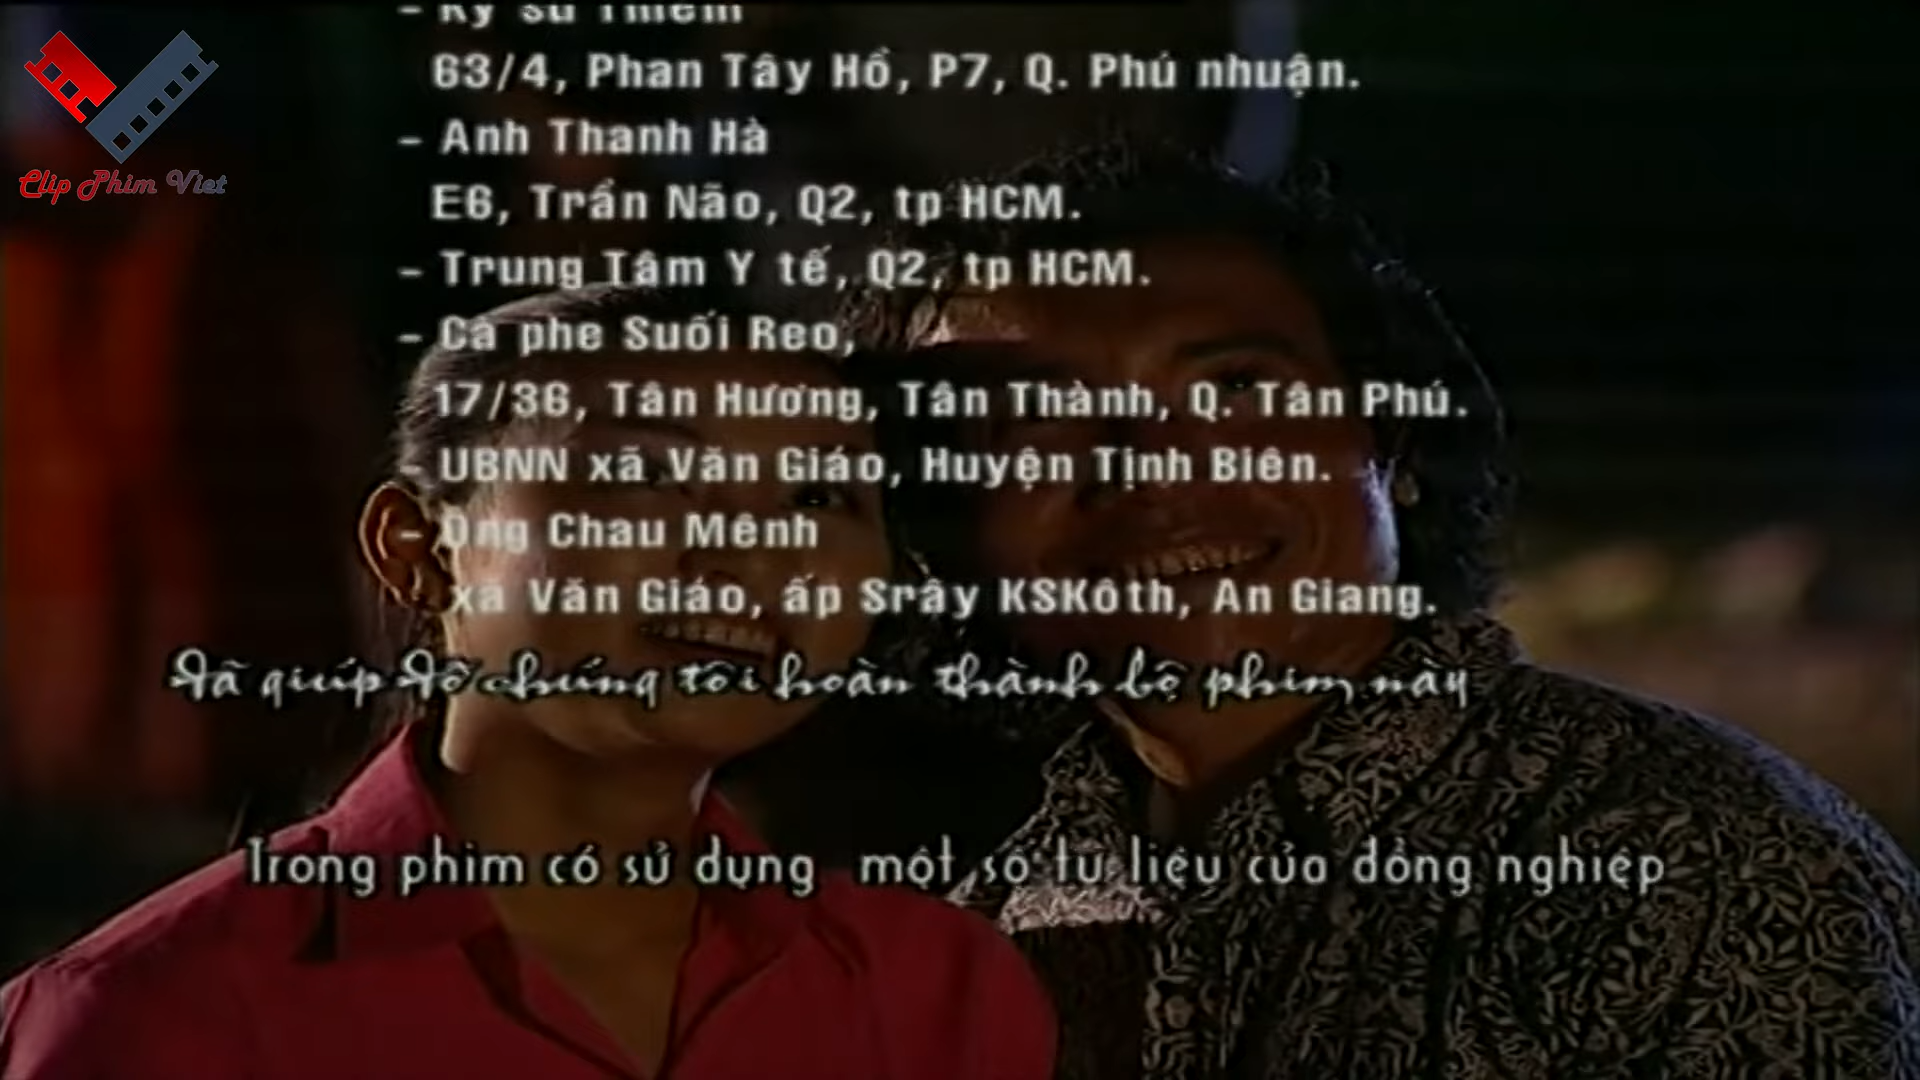 - Kỹ sư Thiềm
63/4, Phan Tây Hồ, P7, Q. Phú nhuận.
- Anh Thanh Hà
E6, Trần Não, Q2, tp HCM.
- Trung Tâm Y tế, Q2, tp HCM.
- Cà phe Suối Reo,
17/36, Tân Hương, Tân Thành, Q. Tân Phú.
- UBNN xã Văn Giáo, Huyện Tịnh Biên.
- Ông Chau Mênh
xã Văn Giáo, ấp Srây KSKôth, An Giang.
đã giúp đỡ chúng tôi hoàn thành bộ phim này
Trong phim có sử dụng một số tư liệu của đồng nghiệp
Clip Phim Viet